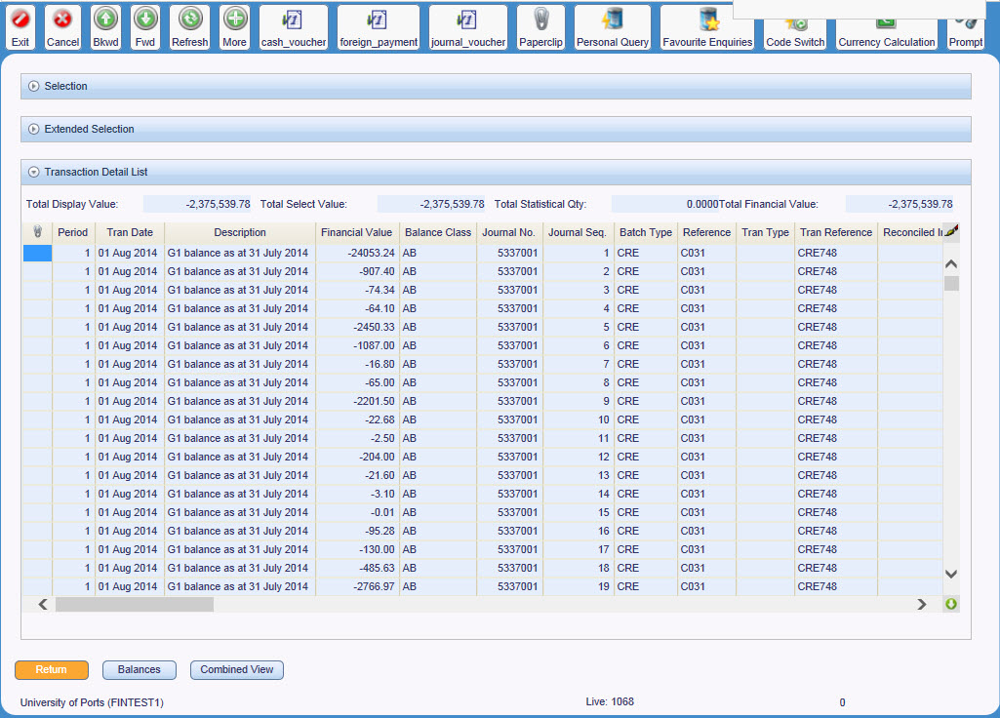 Exit Cancel Bkwd Fwd Refresh More cash_voucher foreign_payment journal_voucher Paperclip Personal Query Favourite Enquiries Code Switch Currency Calculation Prompt
Selection
Extended Selection
Transaction Detail List
Total Display Value: -2,375,539.78 Total Select Value: -2,375,539.78 Total Statistical Qty: 0.0000 Total Financial Value: -2,375,539.78
Period Tran Date Description Financial Value Balance Class Journal No. Journal Seq. Batch Type Reference Tran Type Tran Reference Reconciled
1 01 Aug 2014 G1 balance as at 31 July 2014 -24053.24 AB 5337001 1 CRE C031 CRE748
1 01 Aug 2014 G1 balance as at 31 July 2014 -907.40 AB 5337001 2 CRE C031 CRE748
1 01 Aug 2014 G1 balance as at 31 July 2014 -74.34 AB 5337001 3 CRE C031 CRE748
1 01 Aug 2014 G1 balance as at 31 July 2014 -64.10 AB 5337001 4 CRE C031 CRE748
1 01 Aug 2014 G1 balance as at 31 July 2014 -2450.33 AB 5337001 5 CRE C031 CRE748
1 01 Aug 2014 G1 balance as at 31 July 2014 -1087.00 AB 5337001 6 CRE C031 CRE748
1 01 Aug 2014 G1 balance as at 31 July 2014 -16.80 AB 5337001 7 CRE C031 CRE748
1 01 Aug 2014 G1 balance as at 31 July 2014 -65.00 AB 5337001 8 CRE C031 CRE748
1 01 Aug 2014 G1 balance as at 31 July 2014 -2201.50 AB 5337001 9 CRE C031 CRE748
1 01 Aug 2014 G1 balance as at 31 July 2014 -22.68 AB 5337001 10 CRE C031 CRE748
1 01 Aug 2014 G1 balance as at 31 July 2014 -2.50 AB 5337001 11 CRE C031 CRE748
1 01 Aug 2014 G1 balance as at 31 July 2014 -204.00 AB 5337001 12 CRE C031 CRE748
1 01 Aug 2014 G1 balance as at 31 July 2014 -21.60 AB 5337001 13 CRE C031 CRE748
1 01 Aug 2014 G1 balance as at 31 July 2014 -3.10 AB 5337001 14 CRE C031 CRE748
1 01 Aug 2014 G1 balance as at 31 July 2014 -0.01 AB 5337001 15 CRE C031 CRE748
1 01 Aug 2014 G1 balance as at 31 July 2014 -95.28 AB 5337001 16 CRE C031 CRE748
1 01 Aug 2014 G1 balance as at 31 July 2014 -130.00 AB 5337001 17 CRE C031 CRE748
1 01 Aug 2014 G1 balance as at 31 July 2014 -485.63 AB 5337001 18 CRE C031 CRE748
1 01 Aug 2014 G1 balance as at 31 July 2014 -2766.97 AB 5337001 19 CRE C031 CRE748
Return Balances Combined View
University of Ports (FINTEST1) Live: 1068 0